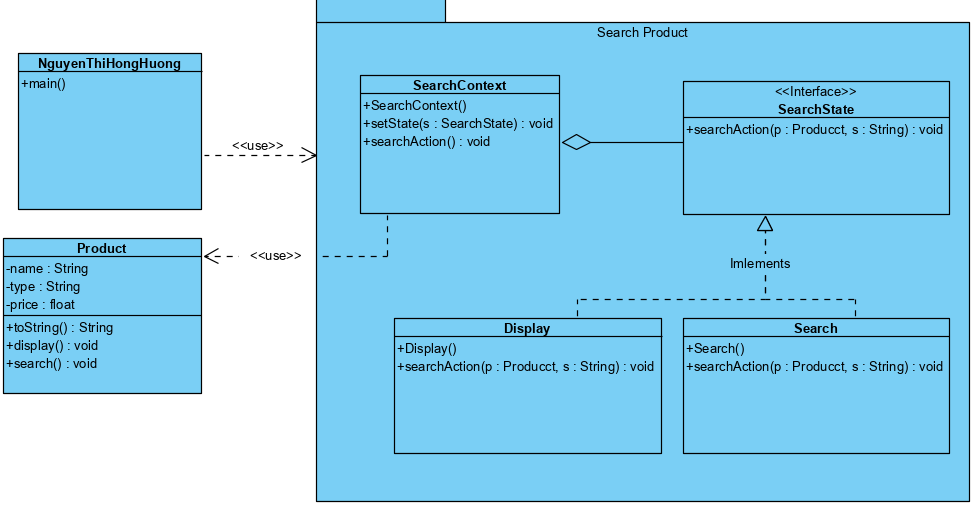 Search Product
NguyenThiHongHuong
+main()
<<use>>
SearchContext
+SearchContext()
+setState(s : SearchState) : void
+searchAction() : void
<<Interface>>
SearchState
+searchAction(p : Producct, s : String) : void
Product
-name : String
-type : String
-price : float
+toString() : String
+display() : void
+search() : void
<<use>>
Imlements
Display
+Display()
+searchAction(p : Producct, s : String) : void
Search
+Search()
+searchAction(p : Producct, s : String) : void